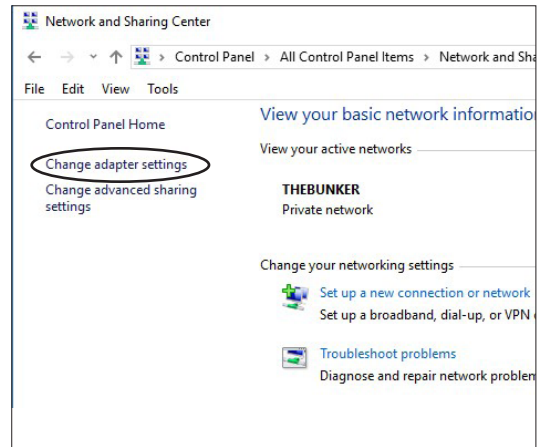 Network and Sharing Center
Control Panel > All Control Panel Items > Network and Sha
File Edit View Tools
Control Panel Home
Change adapter settings
Change advanced sharing
settings
View your basic network informatio
View your active networks
THEBUNKER
Private network
Change your networking settings
Set up a new connection or network
Set up a broadband, dial-up, or VPN
Troubleshoot problems
Diagnose and repair network problem